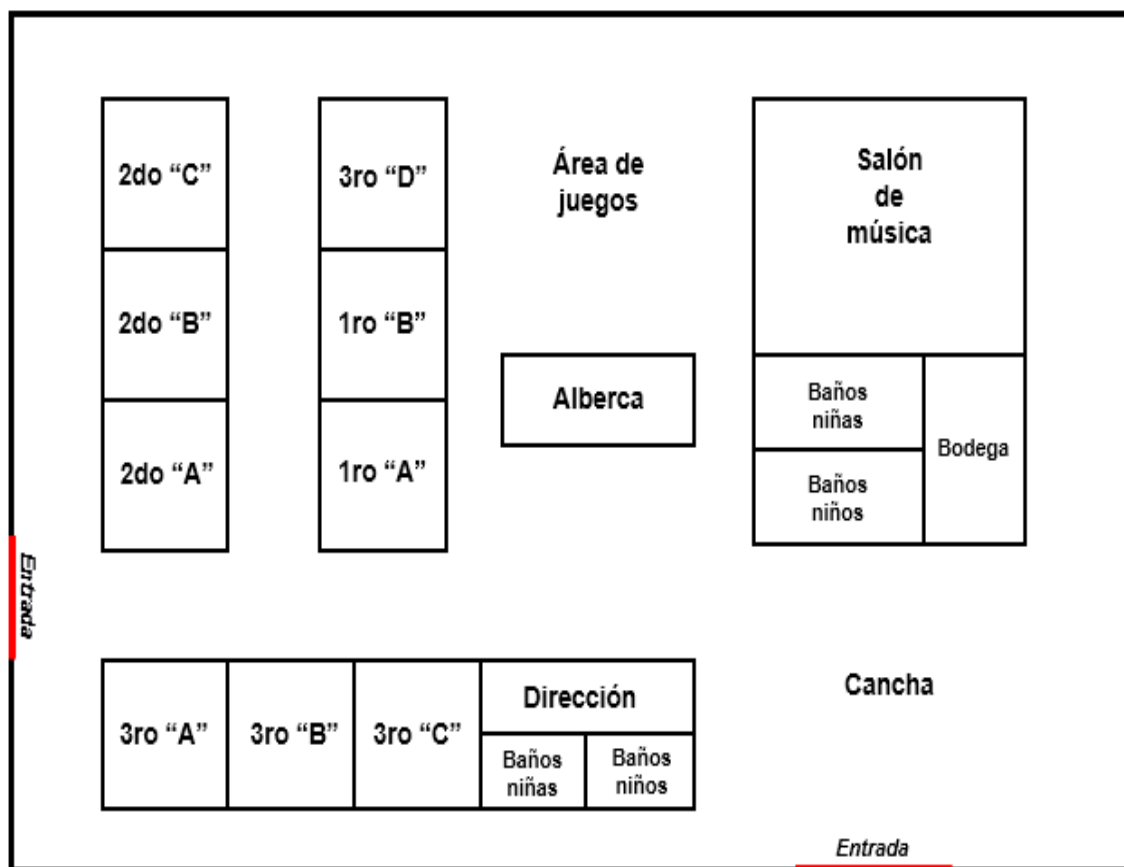 2do “C”
3ro “D”
Área de
juegos
Salón
de
música
2do “B”
1ro “B”
Alberca
Baños
niñas
Bodega
2do “A”
1ro “A”
Baños
niños
Entrada
3ro “A”
3ro “B”
3ro “C”
Dirección
Baños
niñas
Baños
niños
Cancha
Entrada